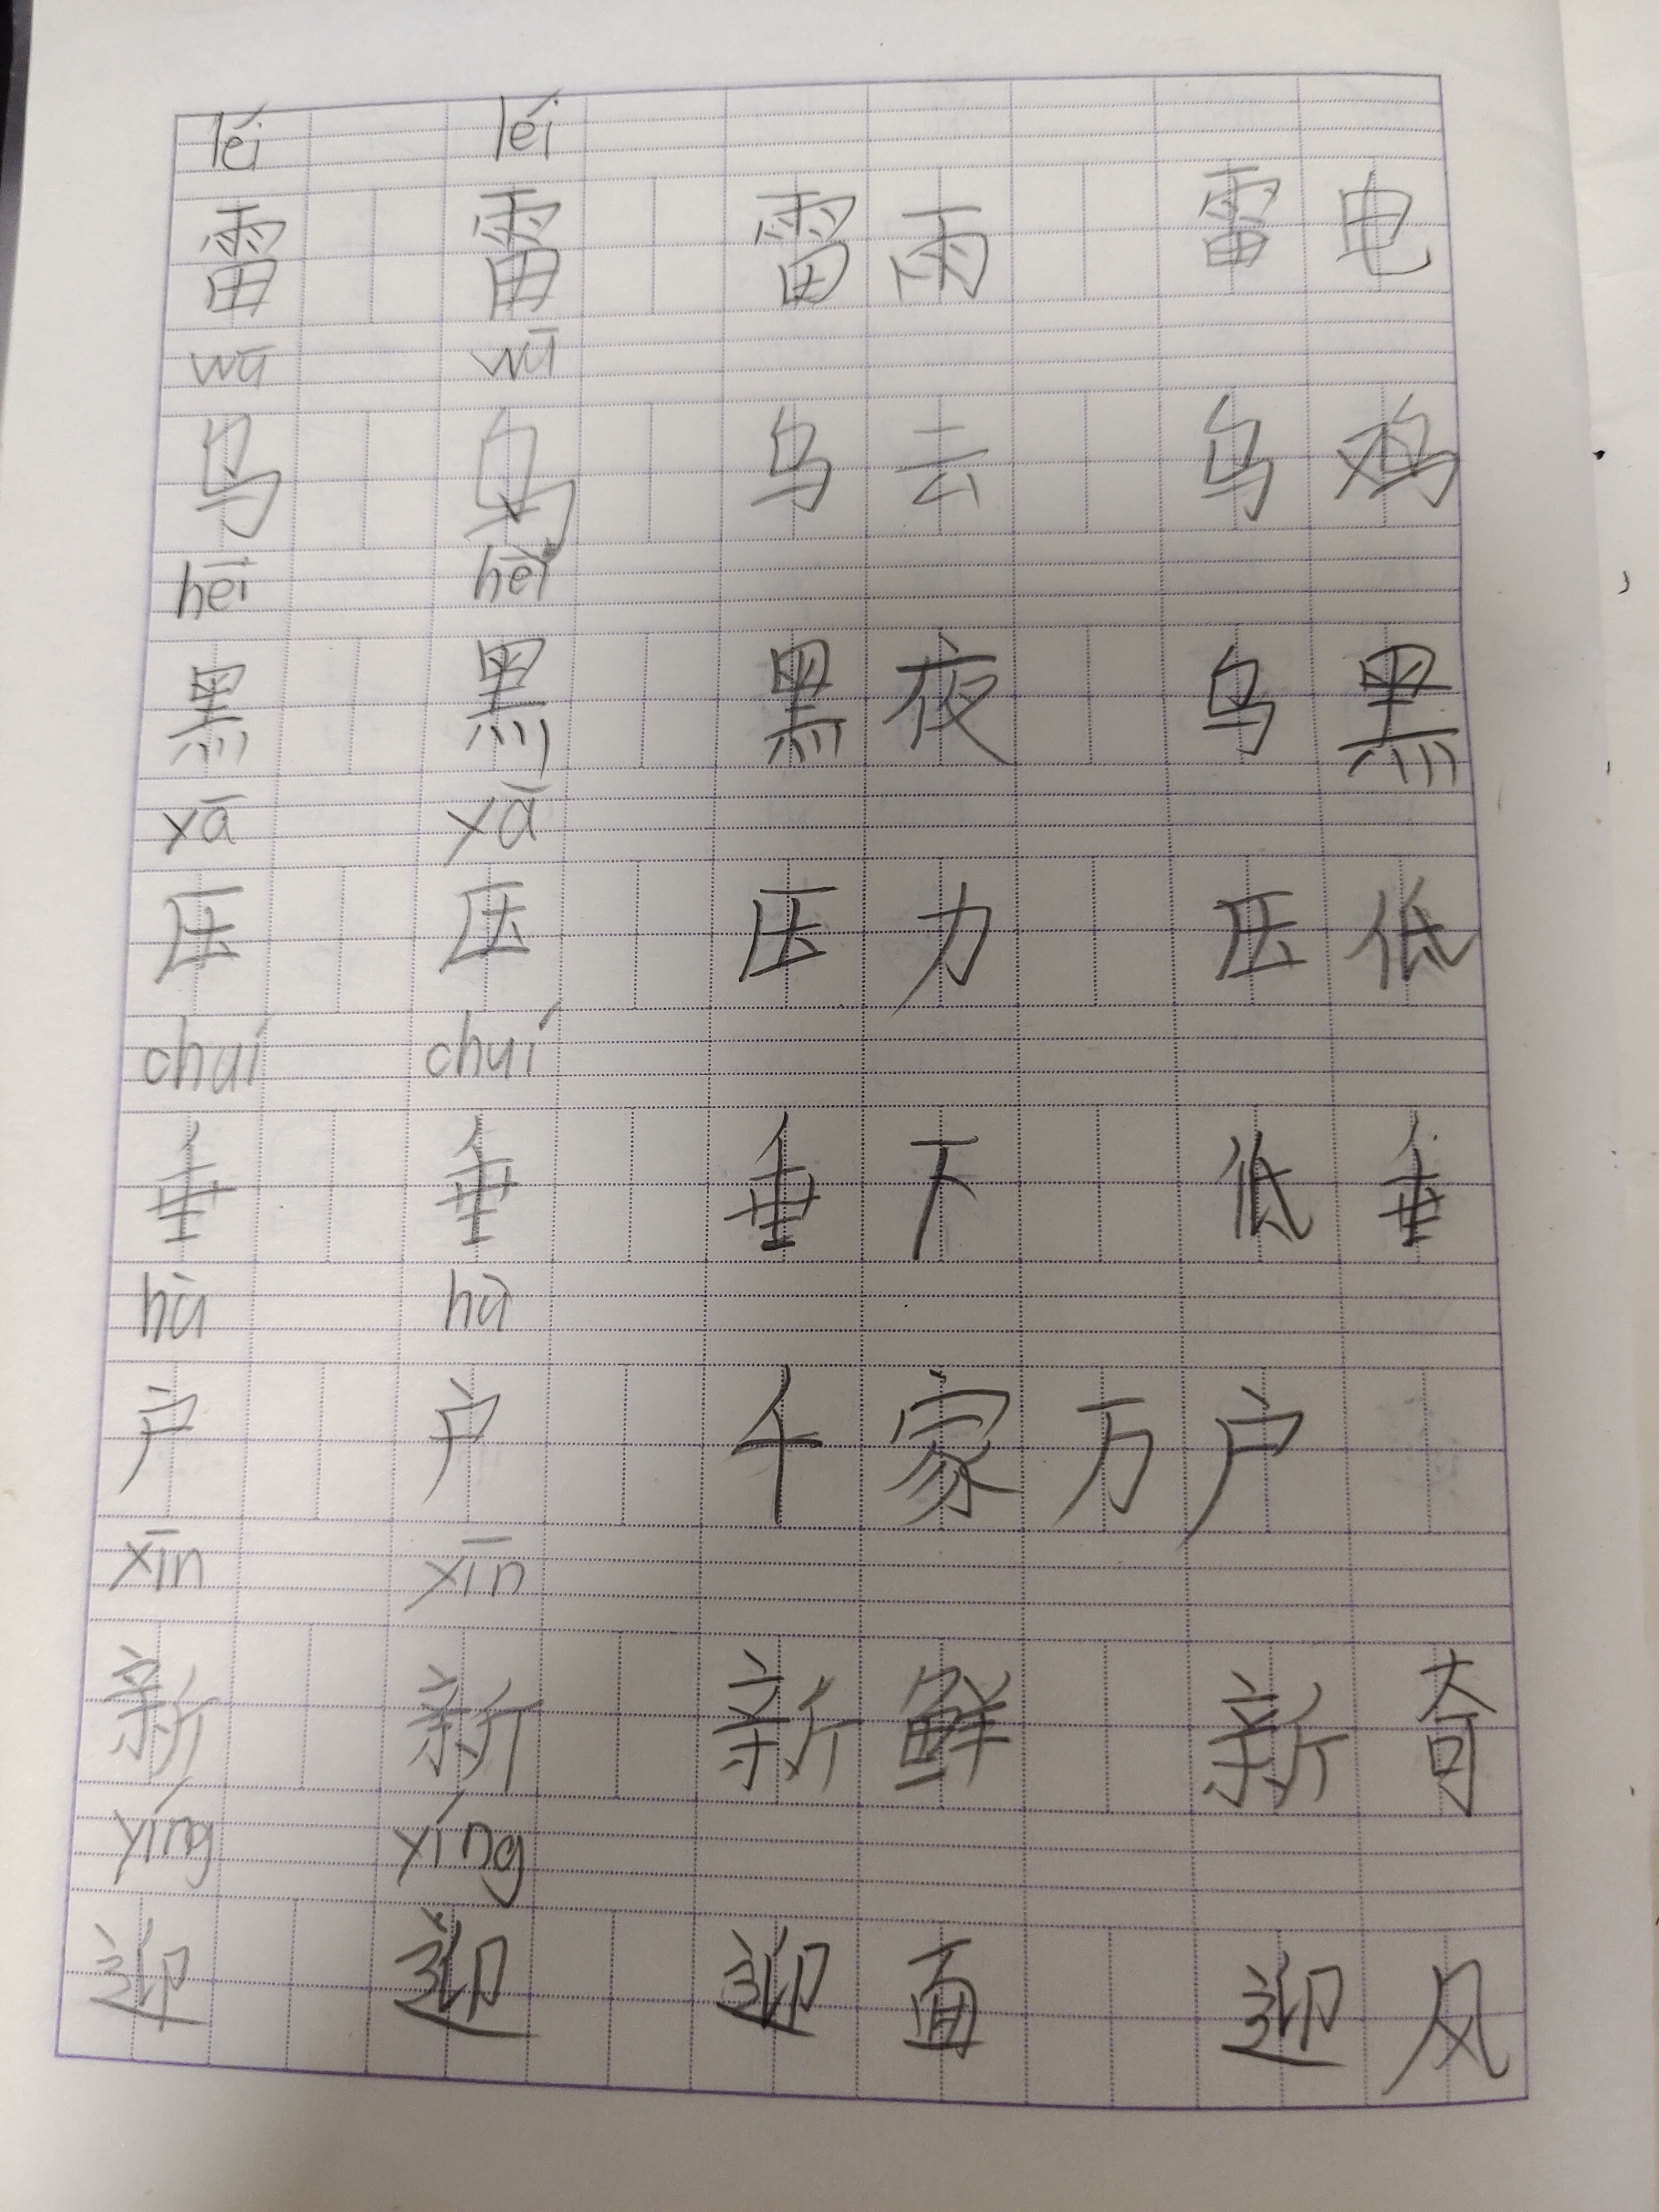 léi léi
雷 雷 雷雨 雷电
wū wū
乌 乌 乌云 乌鸡
hēi hēi
黑 黑 黑夜 乌黑
yā yā
压 压 压力 压低
chuí chuí
垂 垂 垂下 低垂
hù hù
户 户 千家万户
xīn xīn
新 新 新鲜 新奇
yíng yíng
迎 迎 迎面 迎风